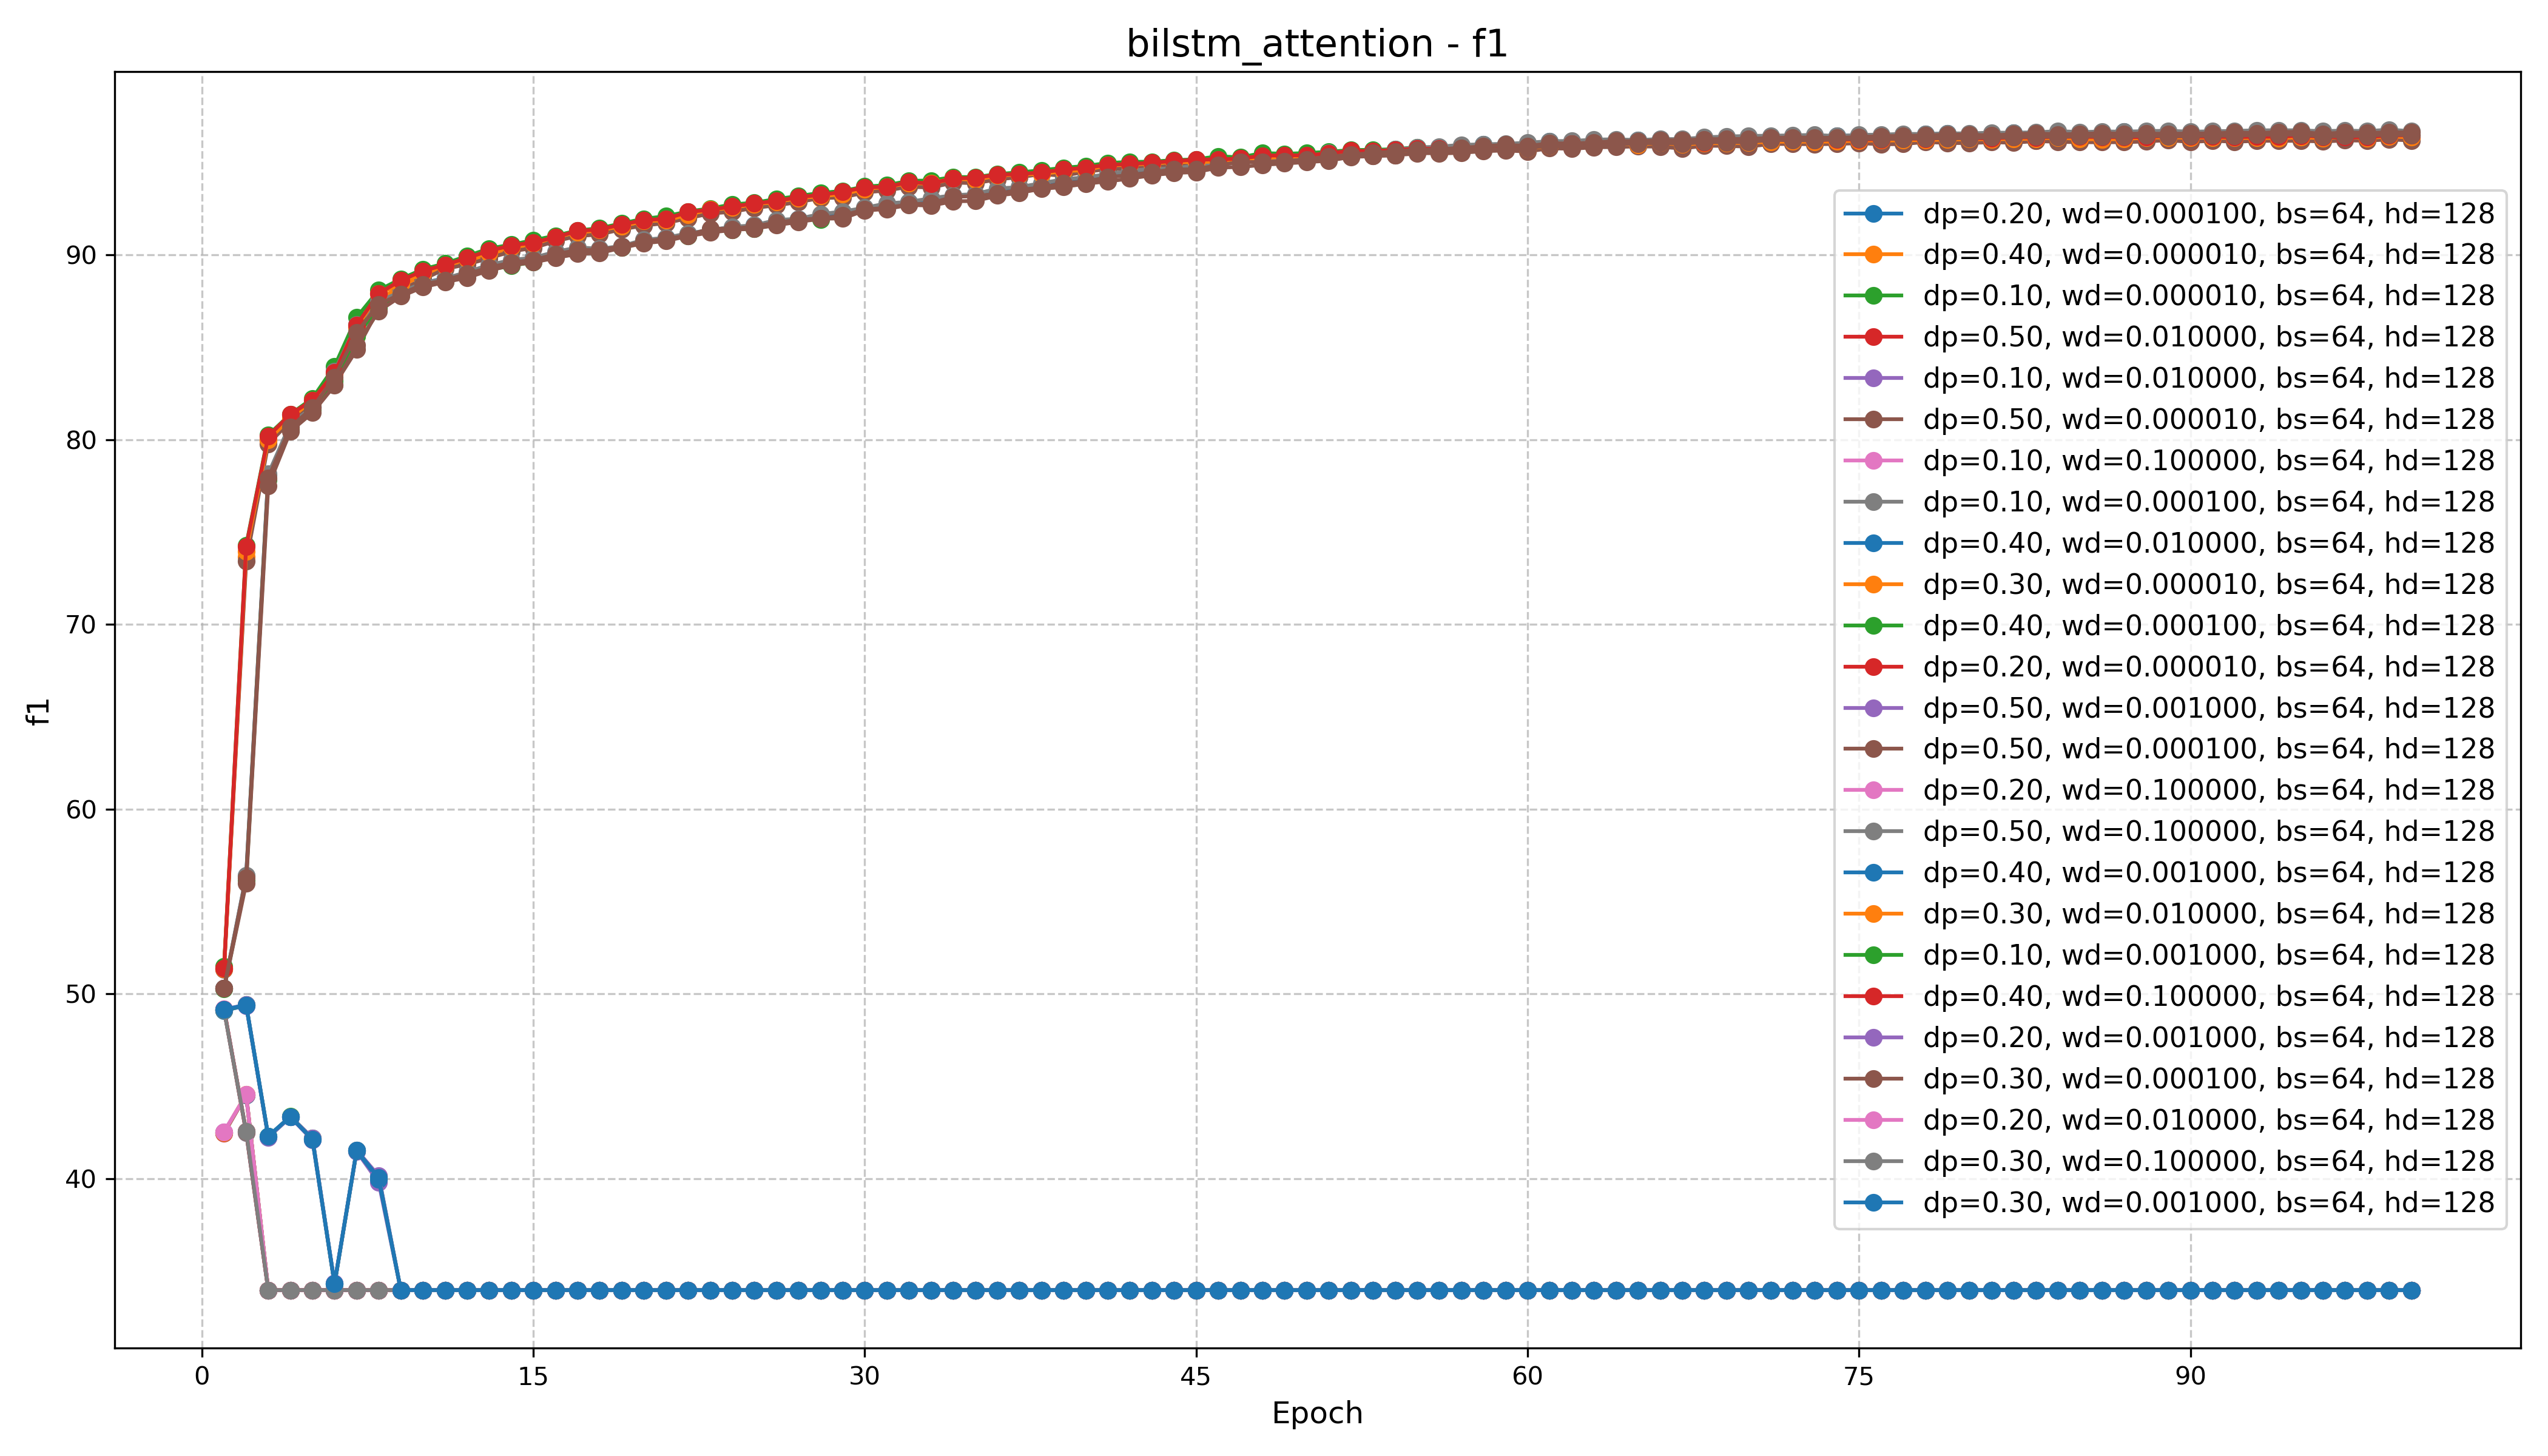 bilstm_attention - f1
f1
90
80
70
60
50
40
0 15 30 45 60 75 90
Epoch
dp=0.20, wd=0.000100, bs=64, hd=128
dp=0.40, wd=0.000010, bs=64, hd=128
dp=0.10, wd=0.000010, bs=64, hd=128
dp=0.50, wd=0.010000, bs=64, hd=128
dp=0.10, wd=0.010000, bs=64, hd=128
dp=0.50, wd=0.000010, bs=64, hd=128
dp=0.10, wd=0.100000, bs=64, hd=128
dp=0.10, wd=0.000100, bs=64, hd=128
dp=0.40, wd=0.010000, bs=64, hd=128
dp=0.30, wd=0.000010, bs=64, hd=128
dp=0.40, wd=0.000100, bs=64, hd=128
dp=0.20, wd=0.000010, bs=64, hd=128
dp=0.50, wd=0.001000, bs=64, hd=128
dp=0.50, wd=0.000100, bs=64, hd=128
dp=0.20, wd=0.100000, bs=64, hd=128
dp=0.50, wd=0.100000, bs=64, hd=128
dp=0.40, wd=0.001000, bs=64, hd=128
dp=0.30, wd=0.010000, bs=64, hd=128
dp=0.10, wd=0.001000, bs=64, hd=128
dp=0.40, wd=0.100000, bs=64, hd=128
dp=0.20, wd=0.001000, bs=64, hd=128
dp=0.30, wd=0.000100, bs=64, hd=128
dp=0.20, wd=0.010000, bs=64, hd=128
dp=0.30, wd=0.100000, bs=64, hd=128
dp=0.30, wd=0.001000, bs=64, hd=128